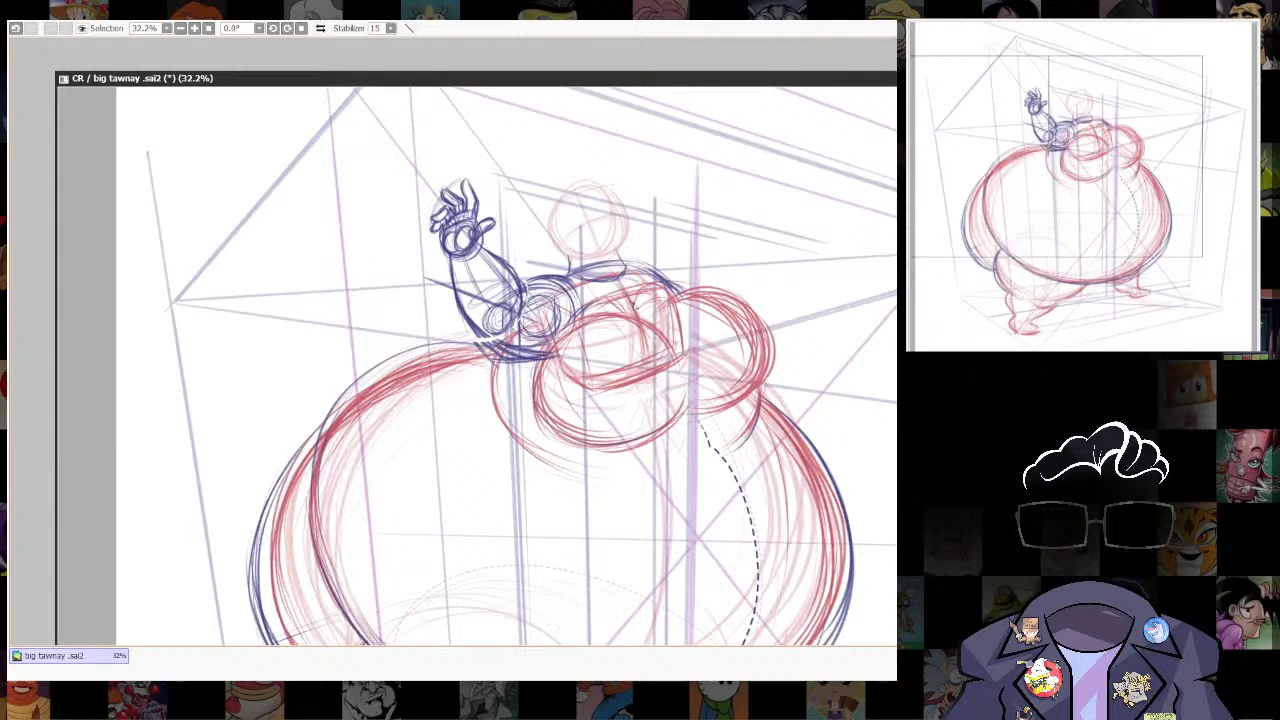 Selection 32.2% 0.0° Stabilizer 15
CR / big tawnay .sai2 (*) (32.2%)
big tawnay .sai2 32%